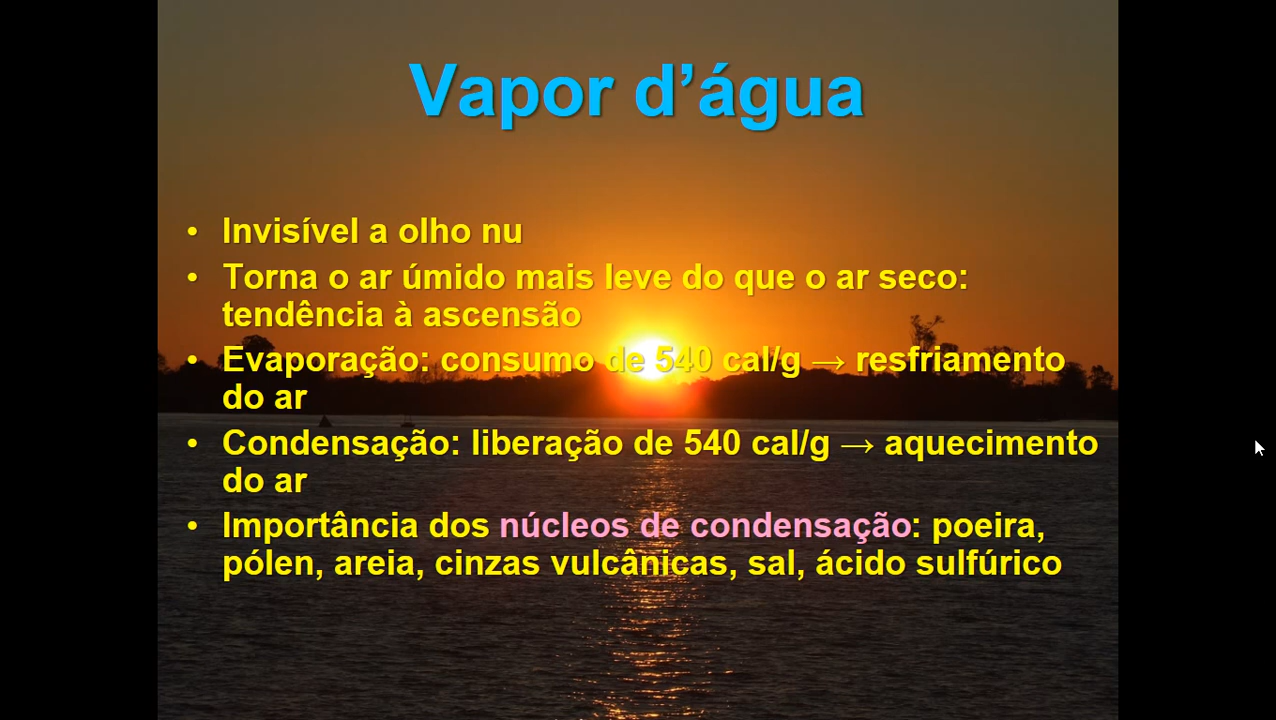 Vapor d’água
• Invisível a olho nu
• Torna o ar úmido mais leve do que o ar seco:
tendência à ascensão
• Evaporação: consumo de 540 cal/g → resfriamento
do ar
• Condensação: liberação de 540 cal/g → aquecimento
do ar
• Importância dos núcleos de condensação: poeira,
pólen, areia, cinzas vulcânicas, sal, ácido sulfúrico